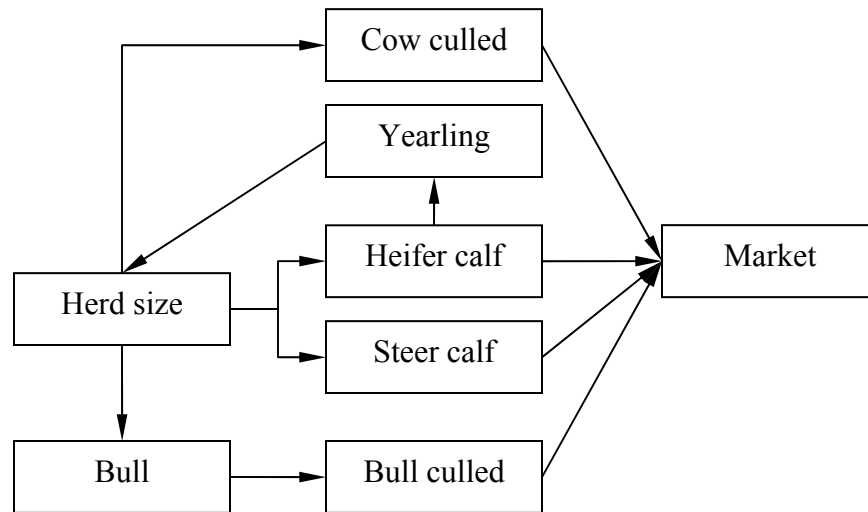 Cow culled
Yearling
Heifer calf
Market
Herd size
Steer calf
Bull
Bull culled